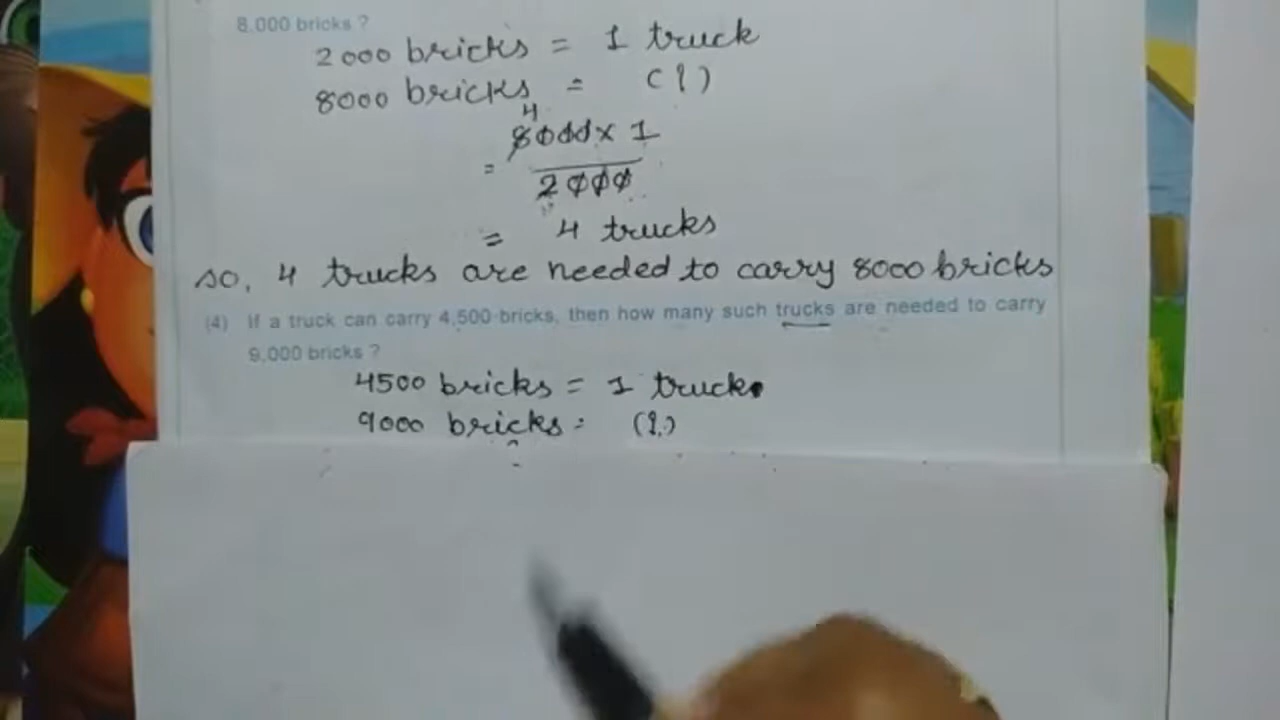 8,000 bricks ?
2000 bricks = 1 truck
8000 bricks = (?)
4
= 8000 x 1
2000
= 4 trucks
so, 4 trucks are needed to carry 8000 bricks
(4) If a truck can carry 4,500 bricks, then how many such trucks are needed to carry
9,000 bricks ?
4500 bricks = 1 truck.
9000 bricks = (?)